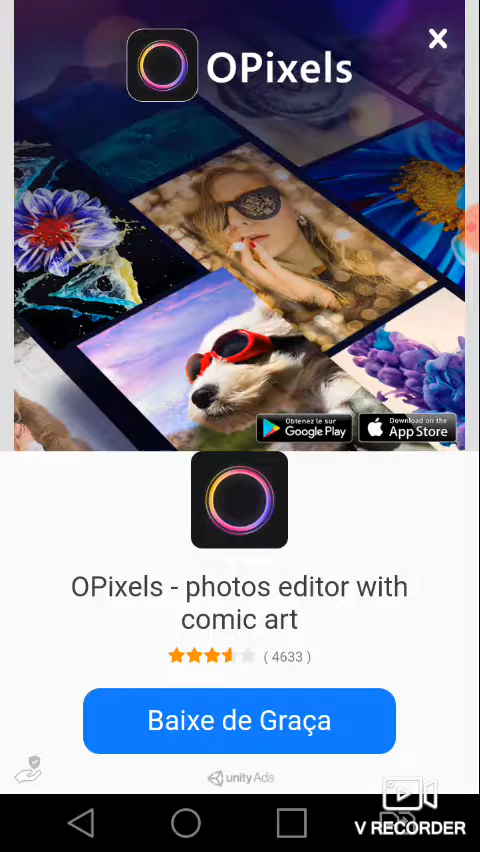 OPixels
Obtenez le sur
Google Play
Download on the
App Store
OPixels - photos editor with
comic art
( 4633 )
Baixe de Graça
unity Ads
V RECORDER